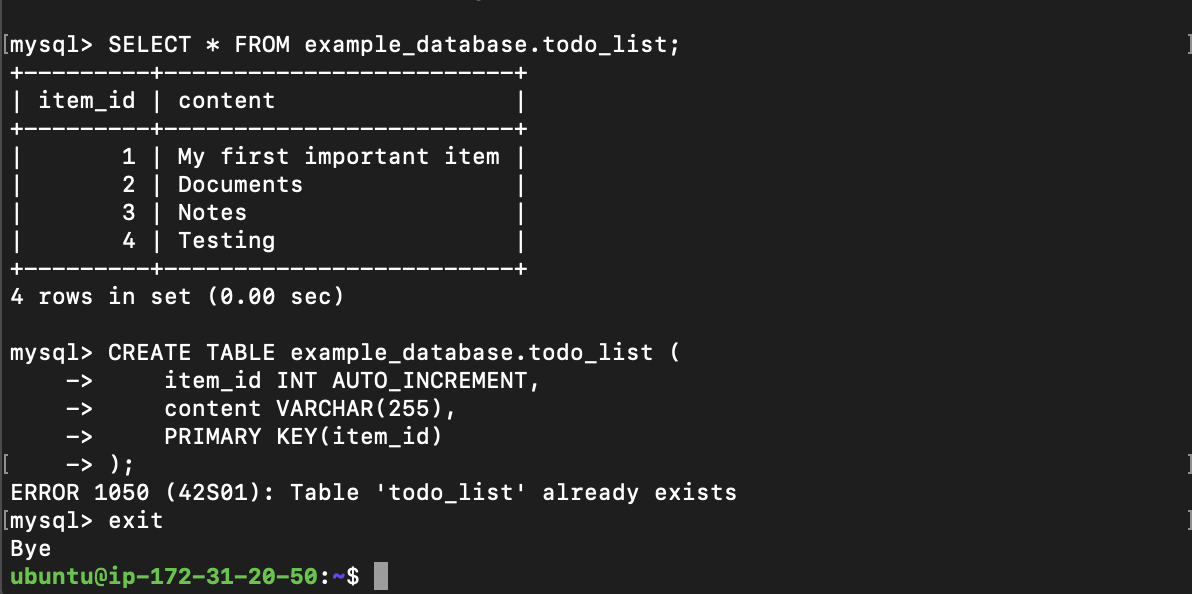 mysql> SELECT * FROM example_database.todo_list;
+---------+--------------------------+
| item_id | content                  |
+---------+--------------------------+
|       1 | My first important item |
|       2 | Documents                |
|       3 | Notes                    |
|       4 | Testing                  |
+---------+--------------------------+
4 rows in set (0.00 sec)
mysql> CREATE TABLE example_database.todo_list (
    ->     item_id INT AUTO_INCREMENT,
    ->     content VARCHAR(255),
    ->     PRIMARY KEY(item_id)
    -> );
ERROR 1050 (42S01): Table 'todo_list' already exists
mysql> exit
Bye
ubuntu@ip-172-31-20-50:~$